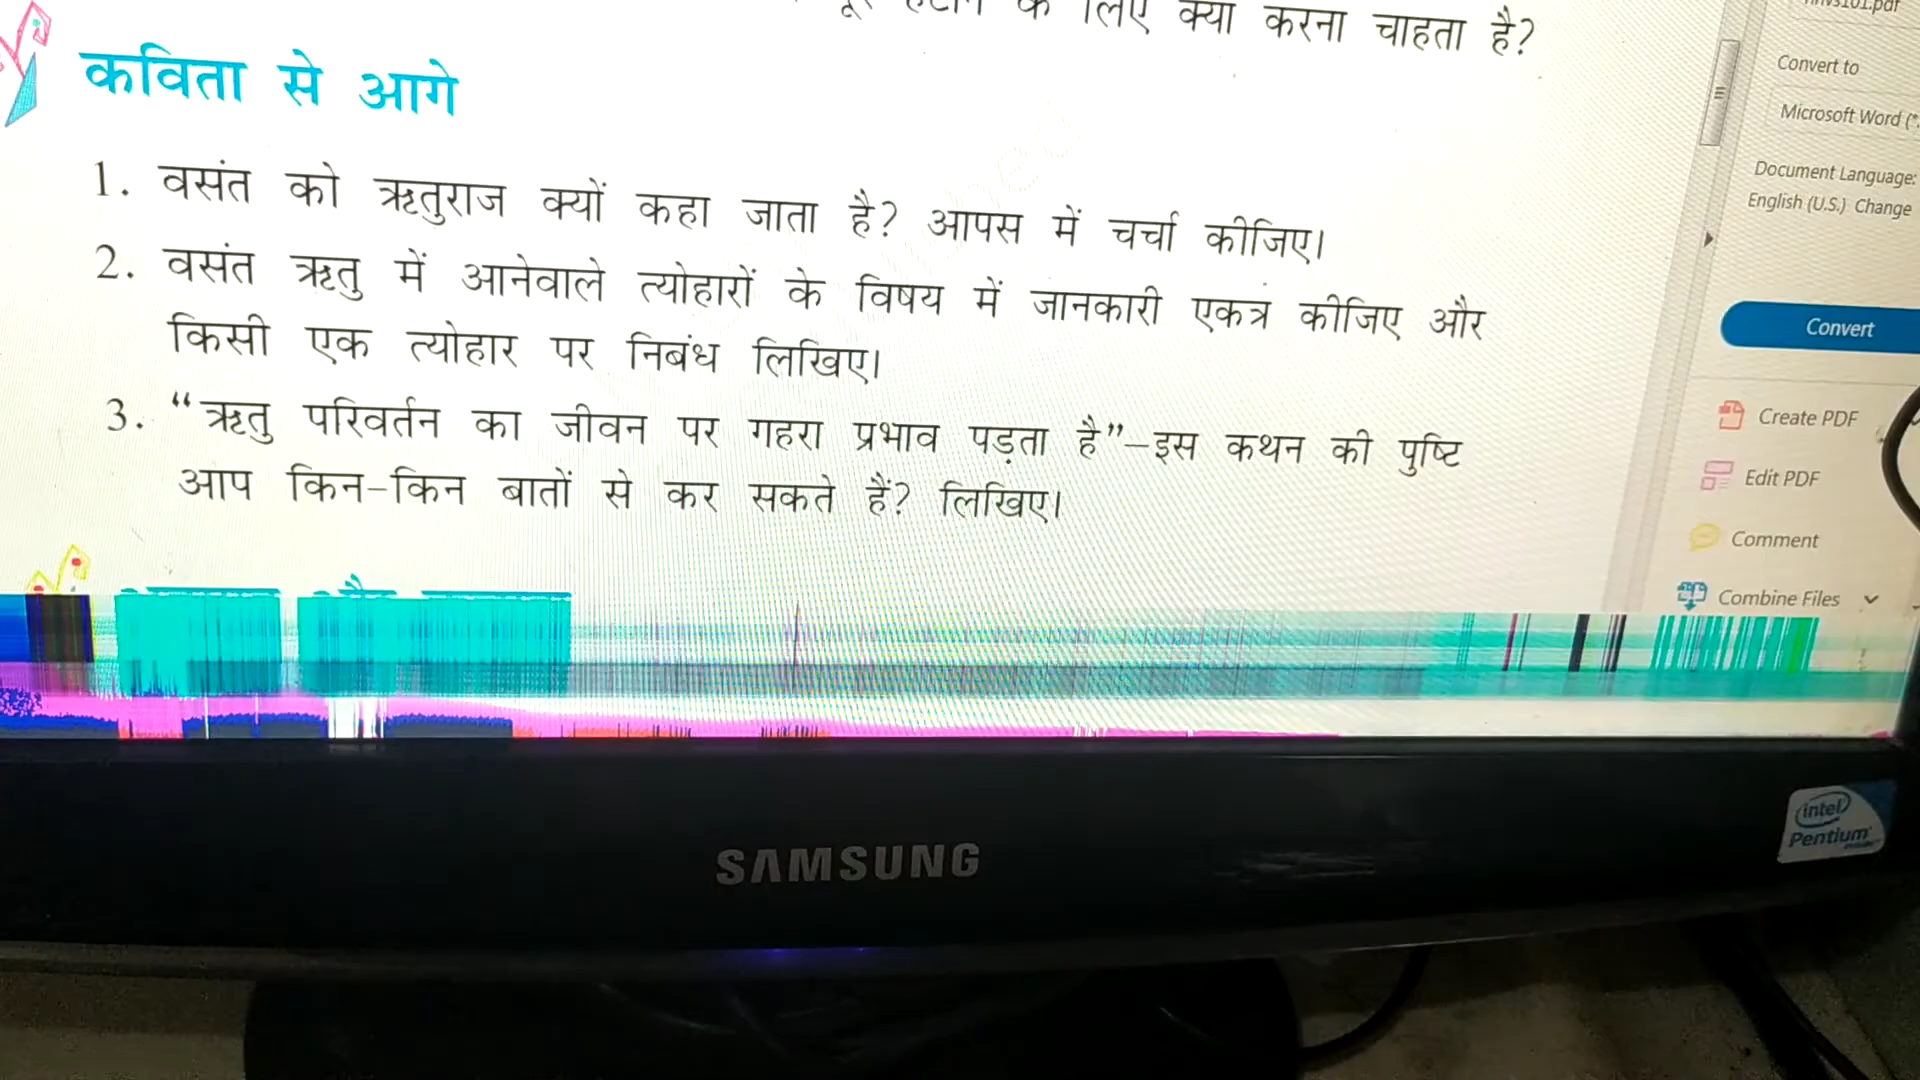 के लिए क्या करना चाहता है?
कविता से आगे
1. वसंत को ऋतुराज क्यों कहा जाता है? आपस में चर्चा कीजिए।
2. वसंत ऋतु में आनेवाले त्योहारों के विषय में जानकारी एकत्र कीजिए और
किसी एक त्योहार पर निबंध लिखिए।
3. “ऋतु परिवर्तन का जीवन पर गहरा प्रभाव पड़ता है”–इस कथन की पुष्टि
आप किन-किन बातों से कर सकते हैं? लिखिए।
Convert to
Microsoft Word (*.
Document Language:
English (U.S.) Change
Convert
Create PDF
Edit PDF
Comment
Combine Files
SAMSUNG
intel
Pentium